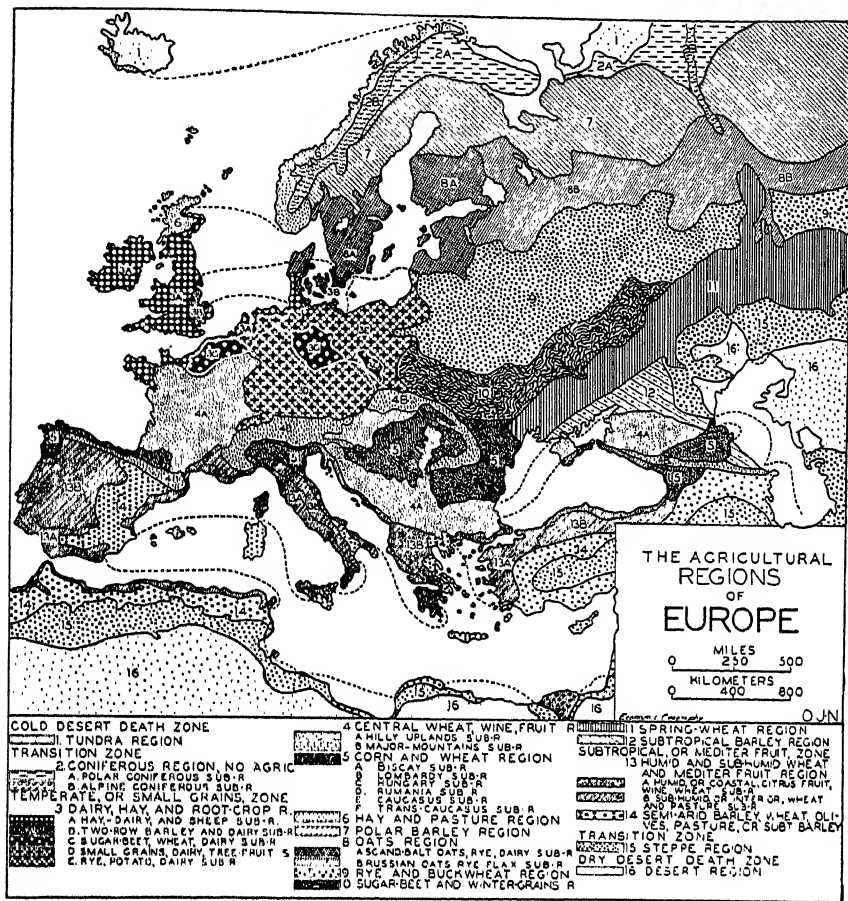 THE AGRICULTURAL
REGIONS
OF
EUROPE
MILES
0 250 500
KILOMETERS
0 400 800
Economic Geography
OJN
COLD DESERT DEATH ZONE
1. TUNDRA REGION
TRANSITION ZONE
2. CONIFEROUS REGION, NO AGRIC
A. POLAR CONIFEROUS SUB·R
B. ALPINE CONIFEROUS SUB·R
TEMPERATE, OR SMALL GRAINS, ZONE
3 DAIRY, HAY, AND ROOT-CROP R.
A HAY-DAIRY, AND SHEEP SUB-R.
B. TWO-ROW BARLEY AND DAIRY SUB-R
C SUGAR-BEET, WHEAT, DAIRY SUB-R
D SMALL GRAINS, DAIRY, TREE-FRUIT S
E. RYE, POTATO, DAIRY SUB R
4 CENTRAL WHEAT, WINE, FRUIT R
A HILLY UPLANDS SUB-R
B MAJOR-MOUNTAINS SUB-R
5 CORN AND WHEAT REGION
A BISCAY SUB-R
B LOMBARDY SUB-R
C HUNGARY SUB-R
D. RUMANIA SUB-R
E CAUCASUS SUB-R
F TRANS-CAUCASUS SUB-R
6 HAY AND PASTURE REGION
7 POLAR BARLEY REGION
8 OATS REGION
A SCAND-BALT OATS, RYE, DAIRY SUB-R
B RUSSIAN OATS RYE FLAX SUB-R
9 RYE AND BUCKWHEAT REGION
10 SUGAR-BEET AND WINTER-GRAINS R
11 SPRING-WHEAT REGION
12 SUBTROPICAL BARLEY REGION
SUBTROPICAL, OR MEDITER FRUIT, ZONE
13 HUMID AND SUB-HUMID WHEAT
AND MEDITER FRUIT REGION
A HUMID OR COASTAL, CITRUS FRUIT,
WINE WHEAT SUB-R
B SUB-HUMID OR INTERIOR, WHEAT
AND PASTURE SUB-R
14 SEMI-ARID BARLEY, WHEAT, OLI-
VES, PASTURE, OR SUBT BARLEY
TRANSITION ZONE
15 STEPPE REGION
DRY DESERT DEATH ZONE
16 DESERT REGION